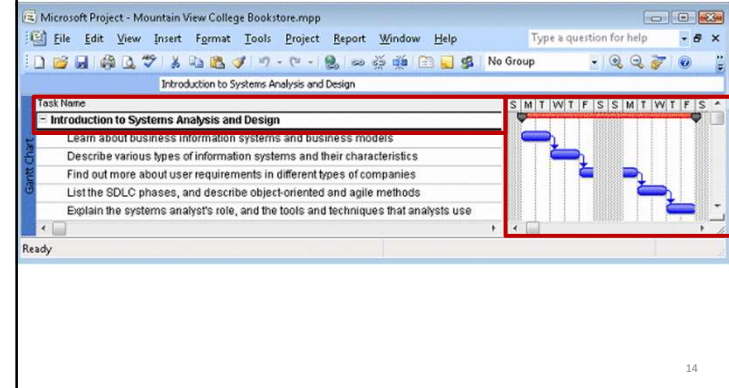 Microsoft Project - Mountain View College Bookstore.mpp
File Edit View Insert Format Tools Project Report Window Help Type a question for help
No Group
Introduction to Systems Analysis and Design
Task Name S M T W T F S S M T W T F S
Introduction to Systems Analysis and Design
Learn about business information systems and business models
Describe various types of information systems and their characteristics
Find out more about user requirements in different types of companies
List the SDLC phases, and describe object-oriented and agile methods
Explain the systems analyst's role, and the tools and techniques that analysts use
Gantt Chart
Ready
14